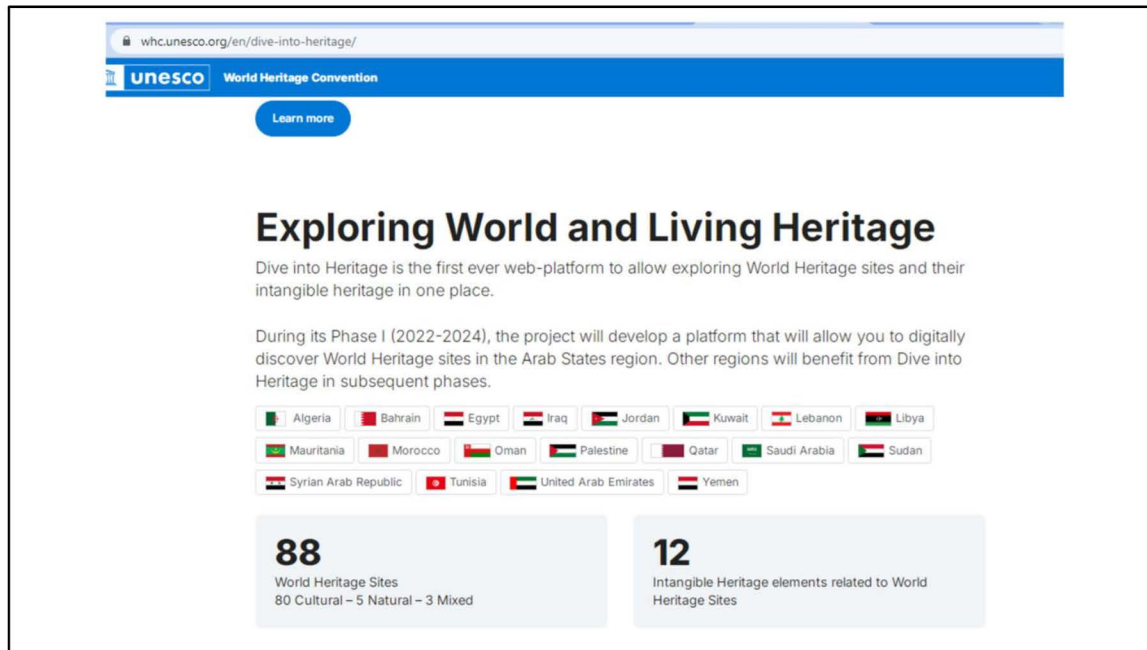 whc.unesco.org/en/dive-into-heritage/
unesco World Heritage Convention
Learn more
Exploring World and Living Heritage
Dive into Heritage is the first ever web-platform to allow exploring World Heritage sites and their
intangible heritage in one place.
During its Phase I (2022-2024), the project will develop a platform that will allow you to digitally
discover World Heritage sites in the Arab States region. Other regions will benefit from Dive into
Heritage in subsequent phases.
Algeria Bahrain Egypt Iraq Jordan Kuwait Lebanon Libya
Mauritania Morocco Oman Palestine Qatar Saudi Arabia Sudan
Syrian Arab Republic Tunisia United Arab Emirates Yemen
88
World Heritage Sites
80 Cultural – 5 Natural – 3 Mixed
12
Intangible Heritage elements related to World
Heritage Sites